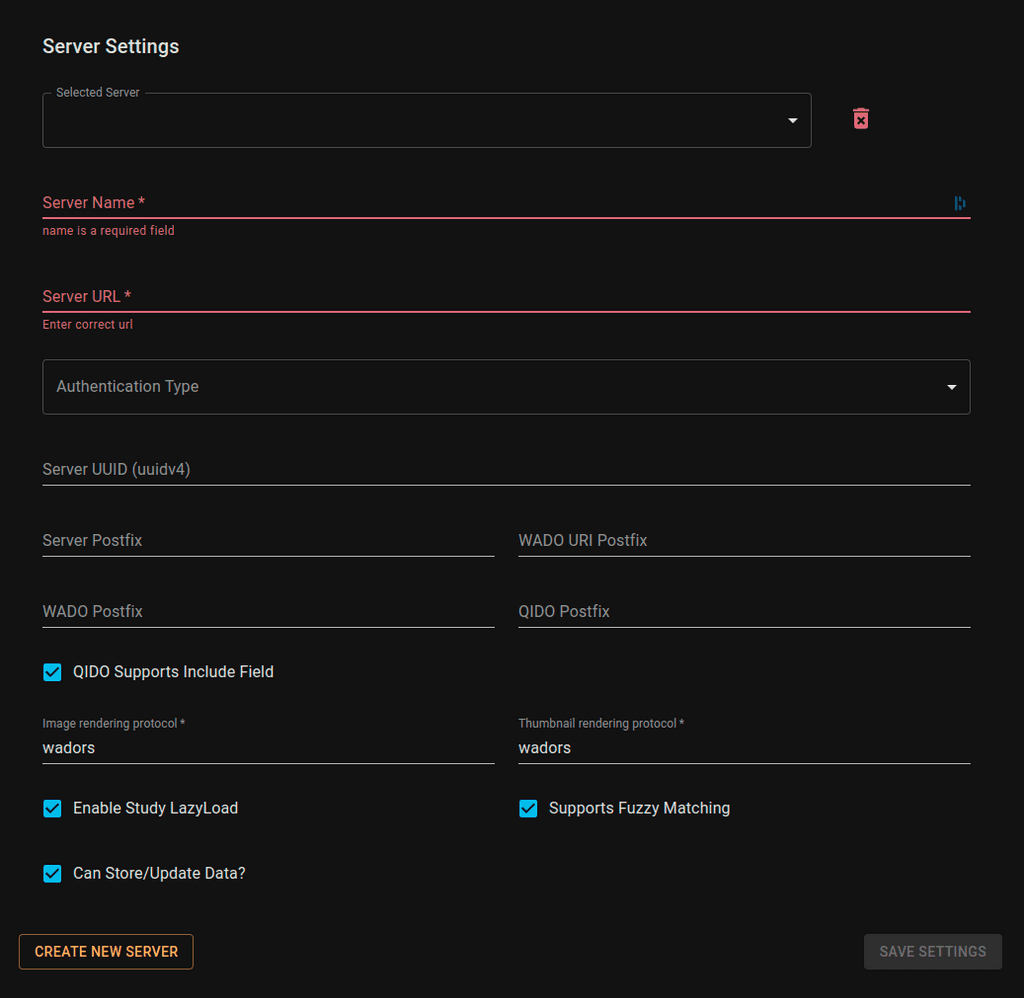 Server Settings
Selected Server
Server Name *
name is a required field
Server URL *
Enter correct url
Authentication Type
Server UUID (uuidv4)
Server Postfix
WADO URI Postfix
WADO Postfix
QIDO Postfix
QIDO Supports Include Field
Image rendering protocol *
Thumbnail rendering protocol *
wadors
wadors
Enable Study LazyLoad
Supports Fuzzy Matching
Can Store/Update Data?
CREATE NEW SERVER
SAVE SETTINGS